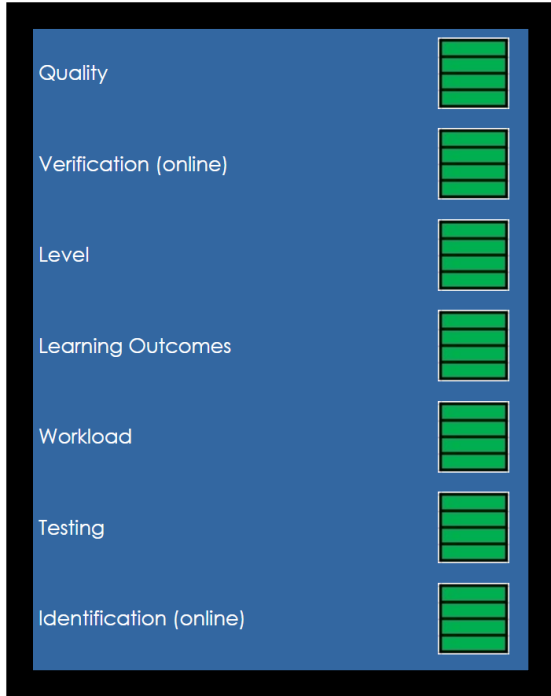 Quality
Verification (online)
Level
Learning Outcomes
Workload
Testing
Identification (online)